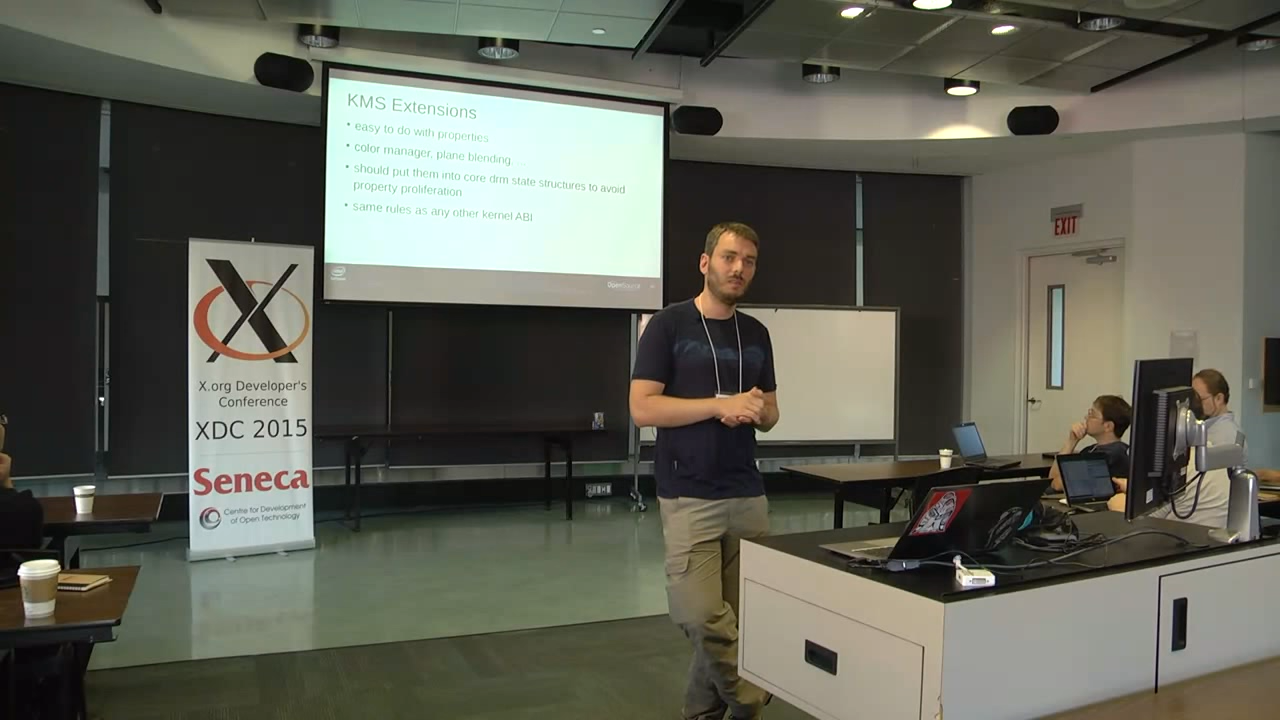 KMS Extensions
• easy to do with properties
• color manager, plane blending, ...
• should put them into core drm state structures to avoid
property proliferation
• same rules as any other kernel ABI
X.org Developer's
Conference
XDC 2015
Seneca
Centre for Development
of Open Technology
EXIT